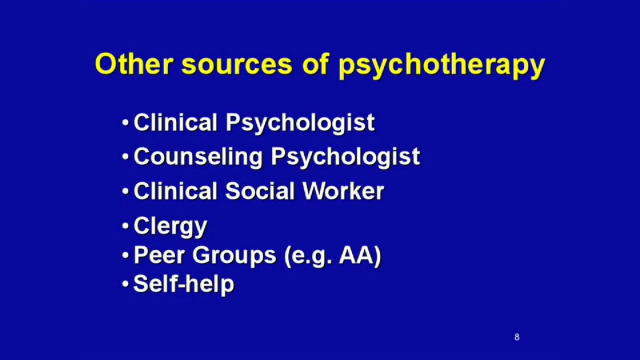 Other sources of psychotherapy
•Clinical Psychologist
•Counseling Psychologist
•Clinical Social Worker
•Clergy
•Peer Groups (e.g. AA)
•Self-help
8